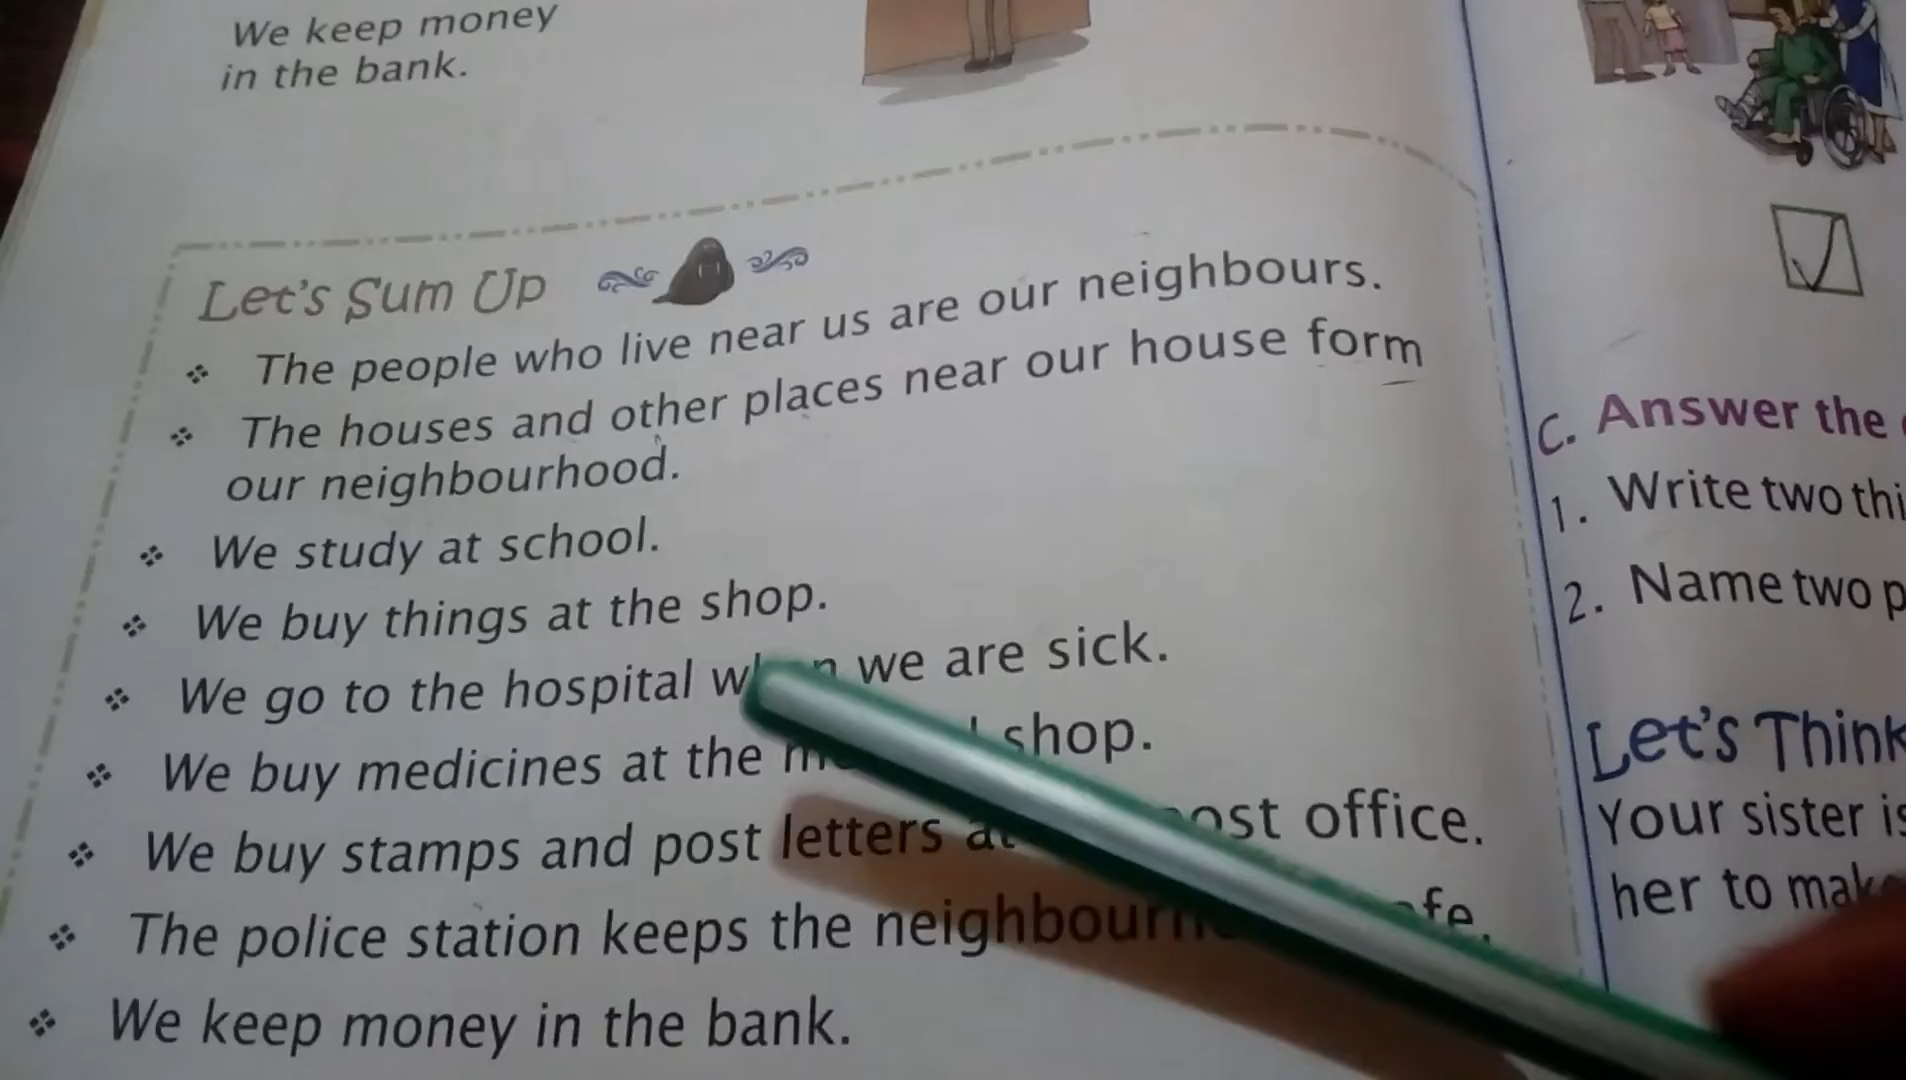 We keep money
in the bank.
Let's Sum Up
The people who live near us are our neighbours.
The houses and other places near our house form
our neighbourhood.
We study at school.
We buy things at the shop.
We go to the hospital when we are sick.
We buy medicines at the shop.
We buy stamps and post letters at post office.
The police station keeps the
We keep money in the bank.
C. Answer the
1. Write two
2. Name two
Let's Think
Your sister
her to